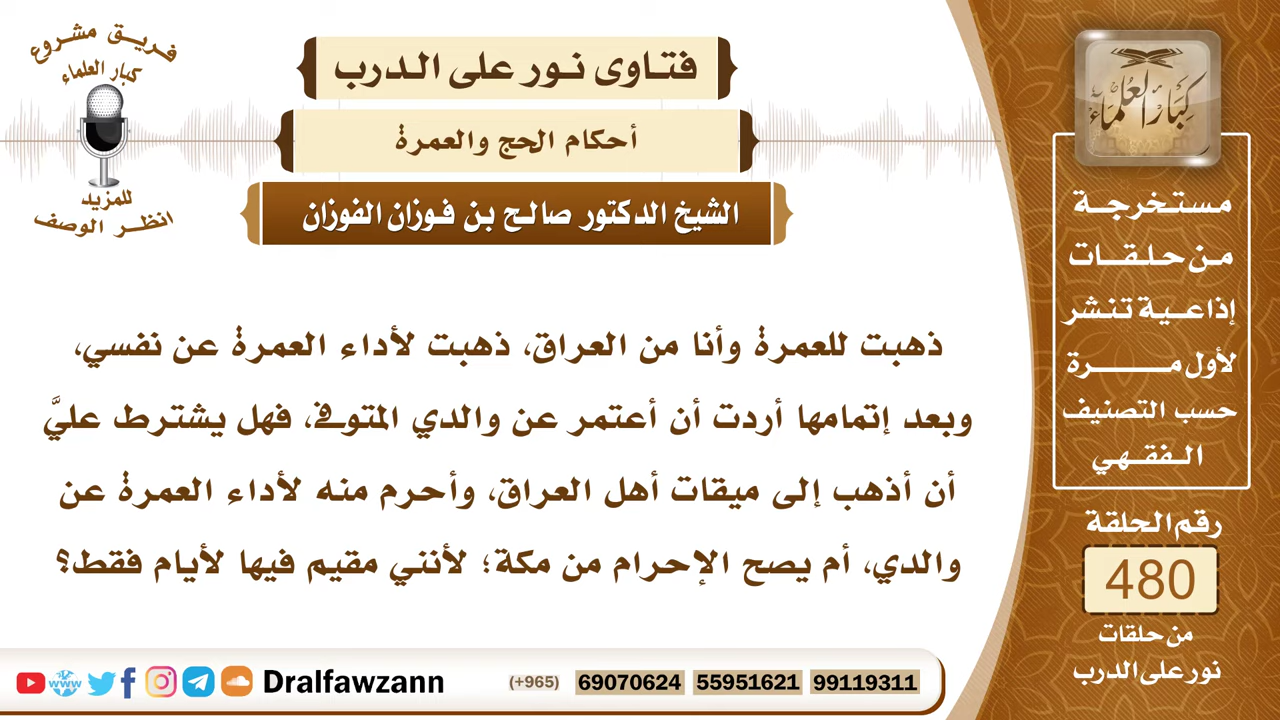 فتاوى نور على الدرب
أحكام الحج والعمرة
الشيخ الدكتور صالح بن فوزان الفوزان
فريق مشروع
كبار العلماء
للمزيد
انظر الوصف
ذهبت للعمرة وأنا من العراق، ذهبت لأداء العمرة عن نفسي،
وبعد إتمامها أردت أن أعتمر عن والدي المتوفى، فهل يشترط عليَّ
أن أذهب إلى ميقات أهل العراق، وأحرم منه لأداء العمرة عن
والدي، أم يصح الإحرام من مكة؛ لأنني مقيم فيها لأيام فقط؟
كِبَارُ العُلَمَاءِ
مستخرجة
من حلقات
إذاعية تنشر
لأول مرة
حسب التصنيف
الفقهي
رقم الحلقة
480
من حلقات
نور على الدرب
www
Dralfawzann
(+965) 69070624 55951621 99119311